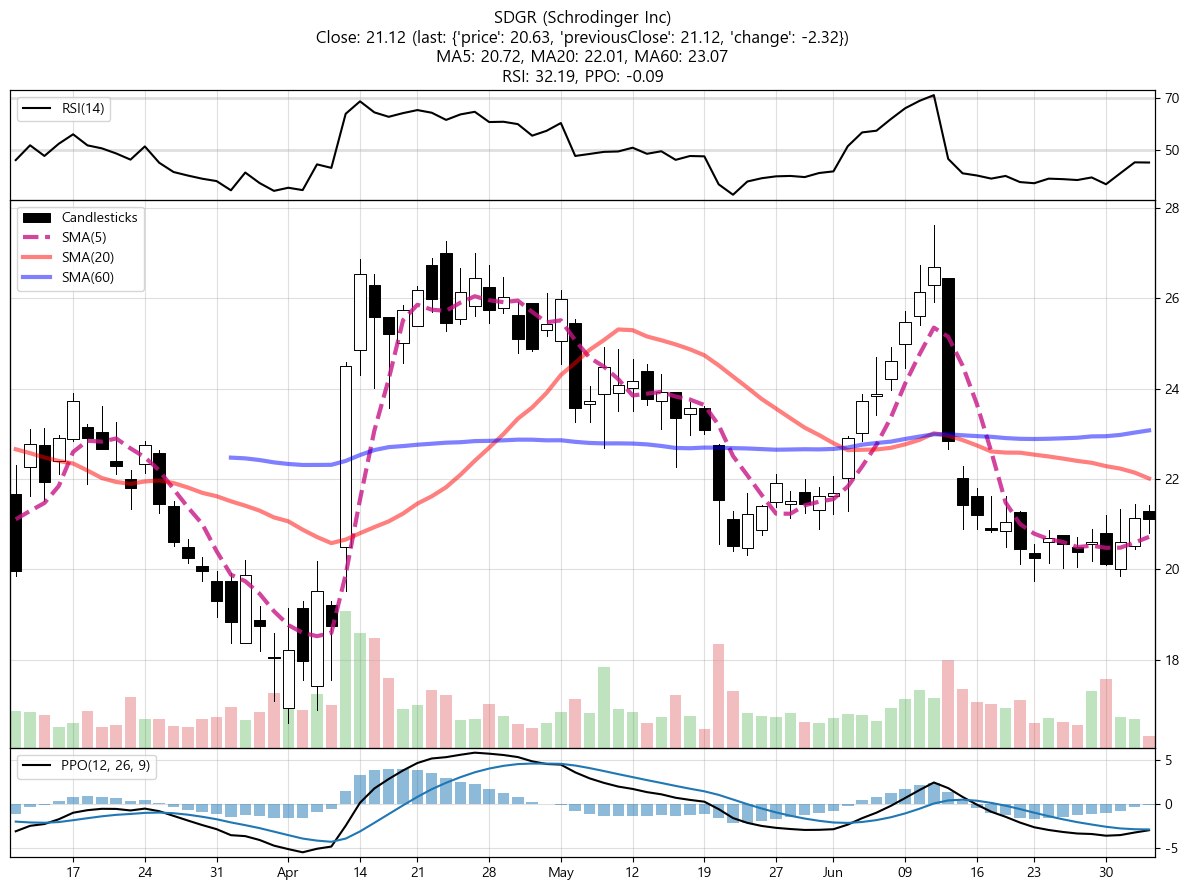 SDGR (Schrodinger Inc)
Close: 21.12 (last: {'price': 20.63, 'previousClose': 21.12, 'change': -2.32})
MA5: 20.72, MA20: 22.01, MA60: 23.07
RSI: 32.19, PPO: -0.09
RSI(14)
70
50
Candlesticks
SMA(5)
SMA(20)
SMA(60)
28
26
24
22
20
18
PPO(12, 26, 9)
5
0
-5
17 24 31 Apr 14 21 28 May 12 19 27 Jun 09 16 23 30